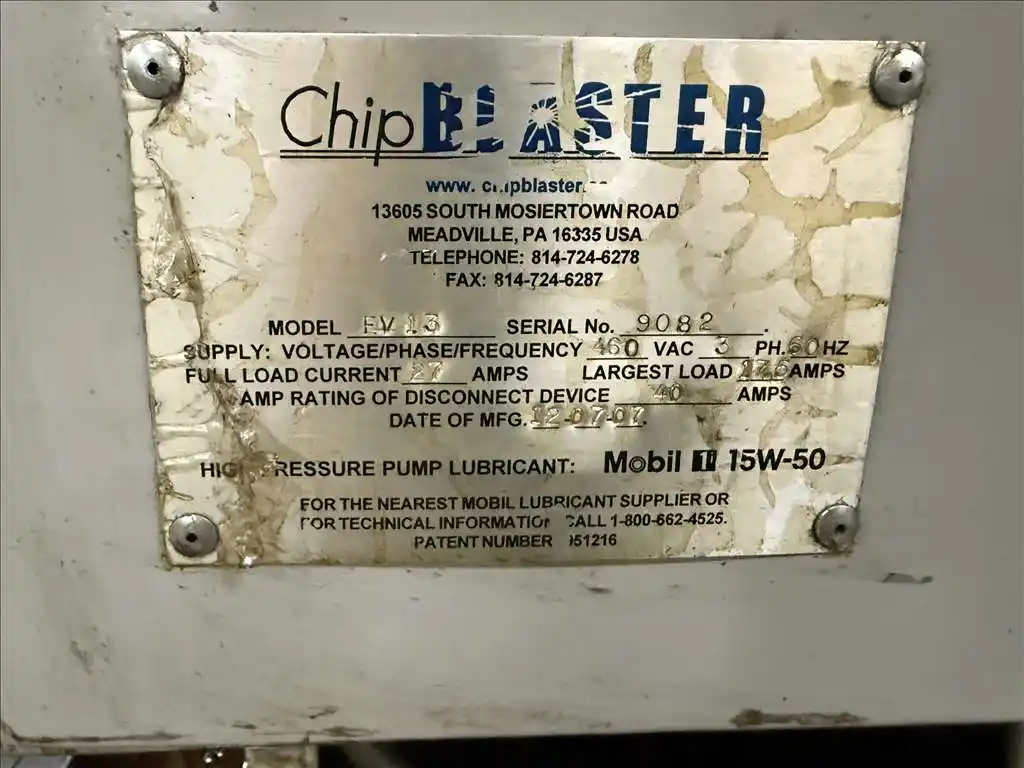 ChipBLASTER
www. chipblaster
13605 SOUTH MOSIERTOWN ROAD
MEADVILLE, PA 16335 USA
TELEPHONE: 814-724-6278
FAX: 814-724-6287
MODEL SERIAL No. 9082.
SUPPLY: VOLTAGE/PHASE/FREQUENCY 460 VAC 3 PH. 60 HZ
FULL LOAD CURRENT 27 AMPS LARGEST LOAD AMPS
AMP RATING OF DISCONNECT DEVICE 40 AMPS
DATE OF MFG. 12-07-07.
HIGH PRESSURE PUMP LUBRICANT: Mobil 1 15W-50
FOR THE NEAREST MOBIL LUBRICANT SUPPLIER OR
FOR TECHNICAL INFORMATION CALL 1-800-662-4525.
PATENT NUMBER 51216